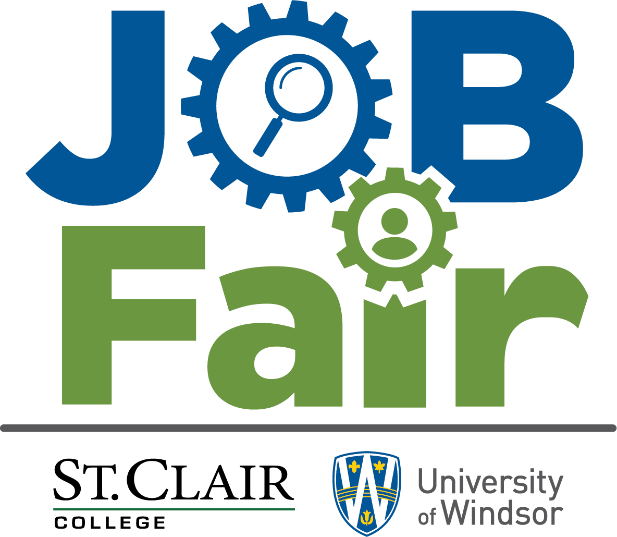 JOB
Fair
ST. CLAIR
COLLEGE
University
of Windsor